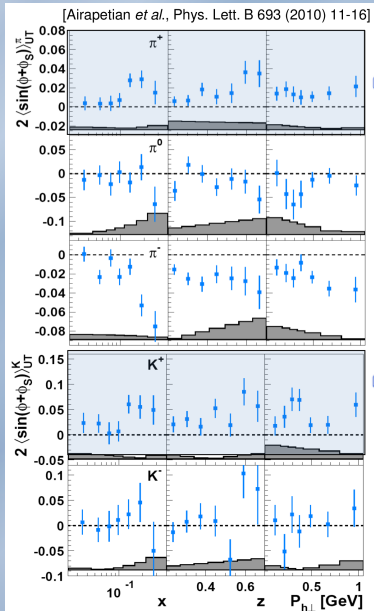 [Airapetian et al., Phys. Lett. B 693 (2010) 11-16]
2 ⟨sin(ϕ+ϕS)⟩πUT
0.08
0.06
0.04
0.02
0
-0.02
π+
0.05
0
-0.05
-0.1
π0
0
-0.02
-0.04
-0.06
-0.08
π-
2 ⟨sin(ϕ+ϕS)⟩KUT
0.15
0.1
0.05
0
-0.05
K+
0.1
0.05
0
-0.05
-0.1
K-
10-1 0.4 0.6 0.5 1
x z Ph⊥ [GeV]